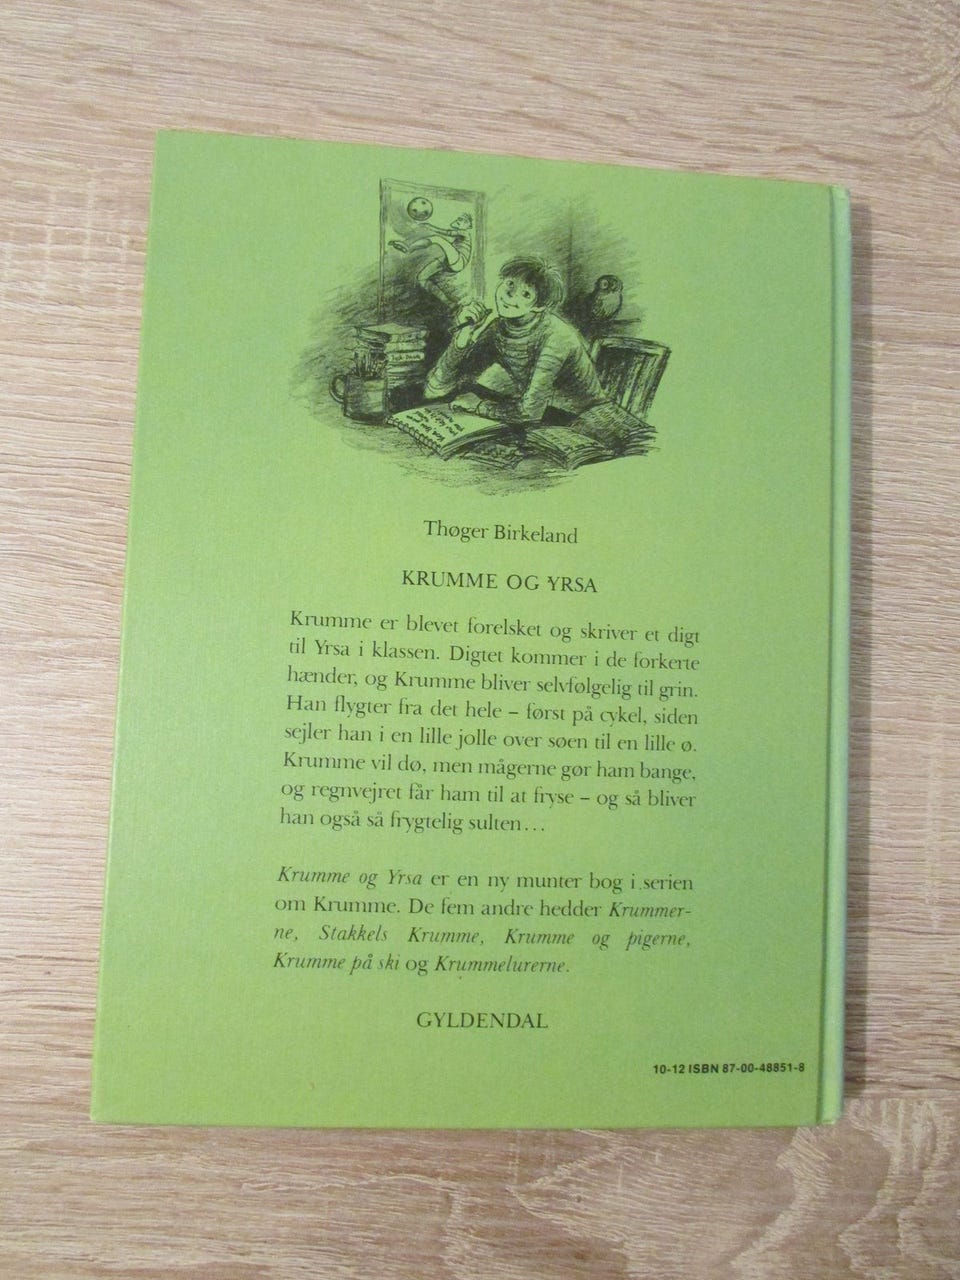 Thøger Birkeland
KRUMME OG YRSA
Krumme er blevet forelsket og skriver et digt
til Yrsa i klassen. Digtet kommer i de forkerte
hænder, og Krumme bliver selvfølgelig til grin.
Han flygter fra det hele – først på cykel, siden
sejler han i en lille jolle over søen til en lille ø.
Krumme vil dø, men mågerne gør ham bange,
og regnvejret får ham til at fryse – og så bliver
han også så frygtelig sulten...
Krumme og Yrsa er en ny munter bog i serien
om Krumme. De fem andre hedder Krummer-
ne, Stakkels Krumme, Krumme og pigerne,
Krumme på ski og Krummelurerne.
GYLDENDAL
10-12 ISBN 87-00-48851-8